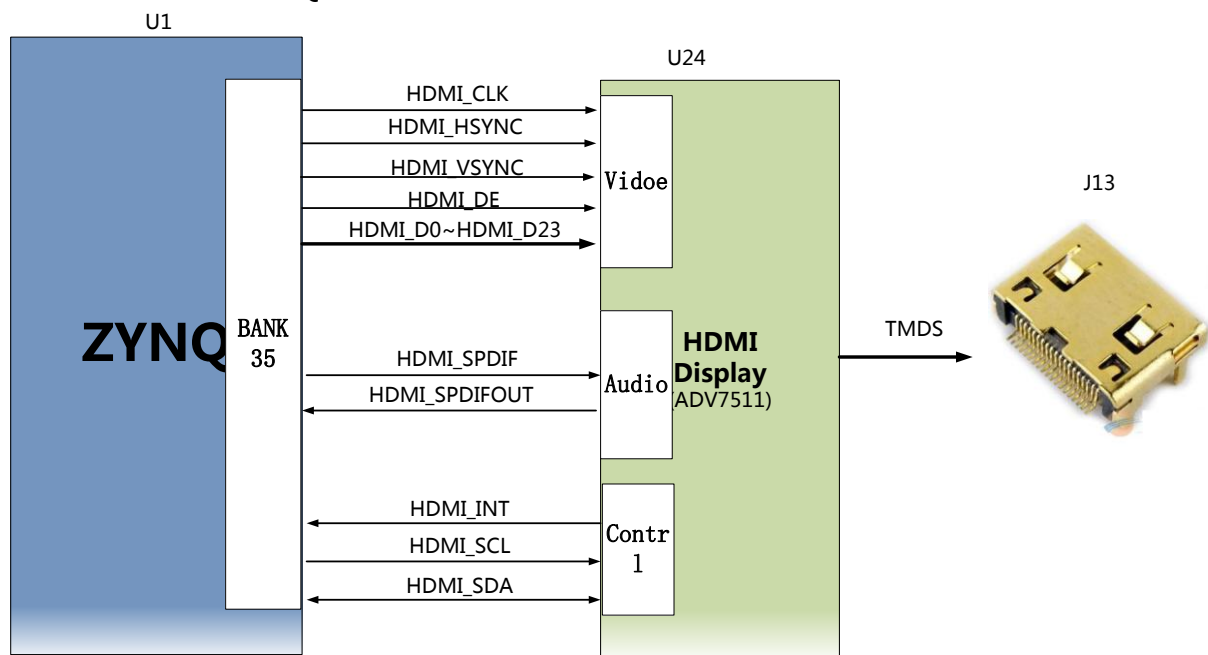 U1
U24
J13
HDMI_CLK
HDMI_HSYNC
HDMI_VSYNC
HDMI_DE
HDMI_D0~HDMI_D23
Vidoe
ZYNQ
BANK
35
HDMI_SPDIF
HDMI_SPDIFOUT
Audio
HDMI
Display
(ADV7511)
TMDS
HDMI_INT
HDMI_SCL
HDMI_SDA
Contr
l